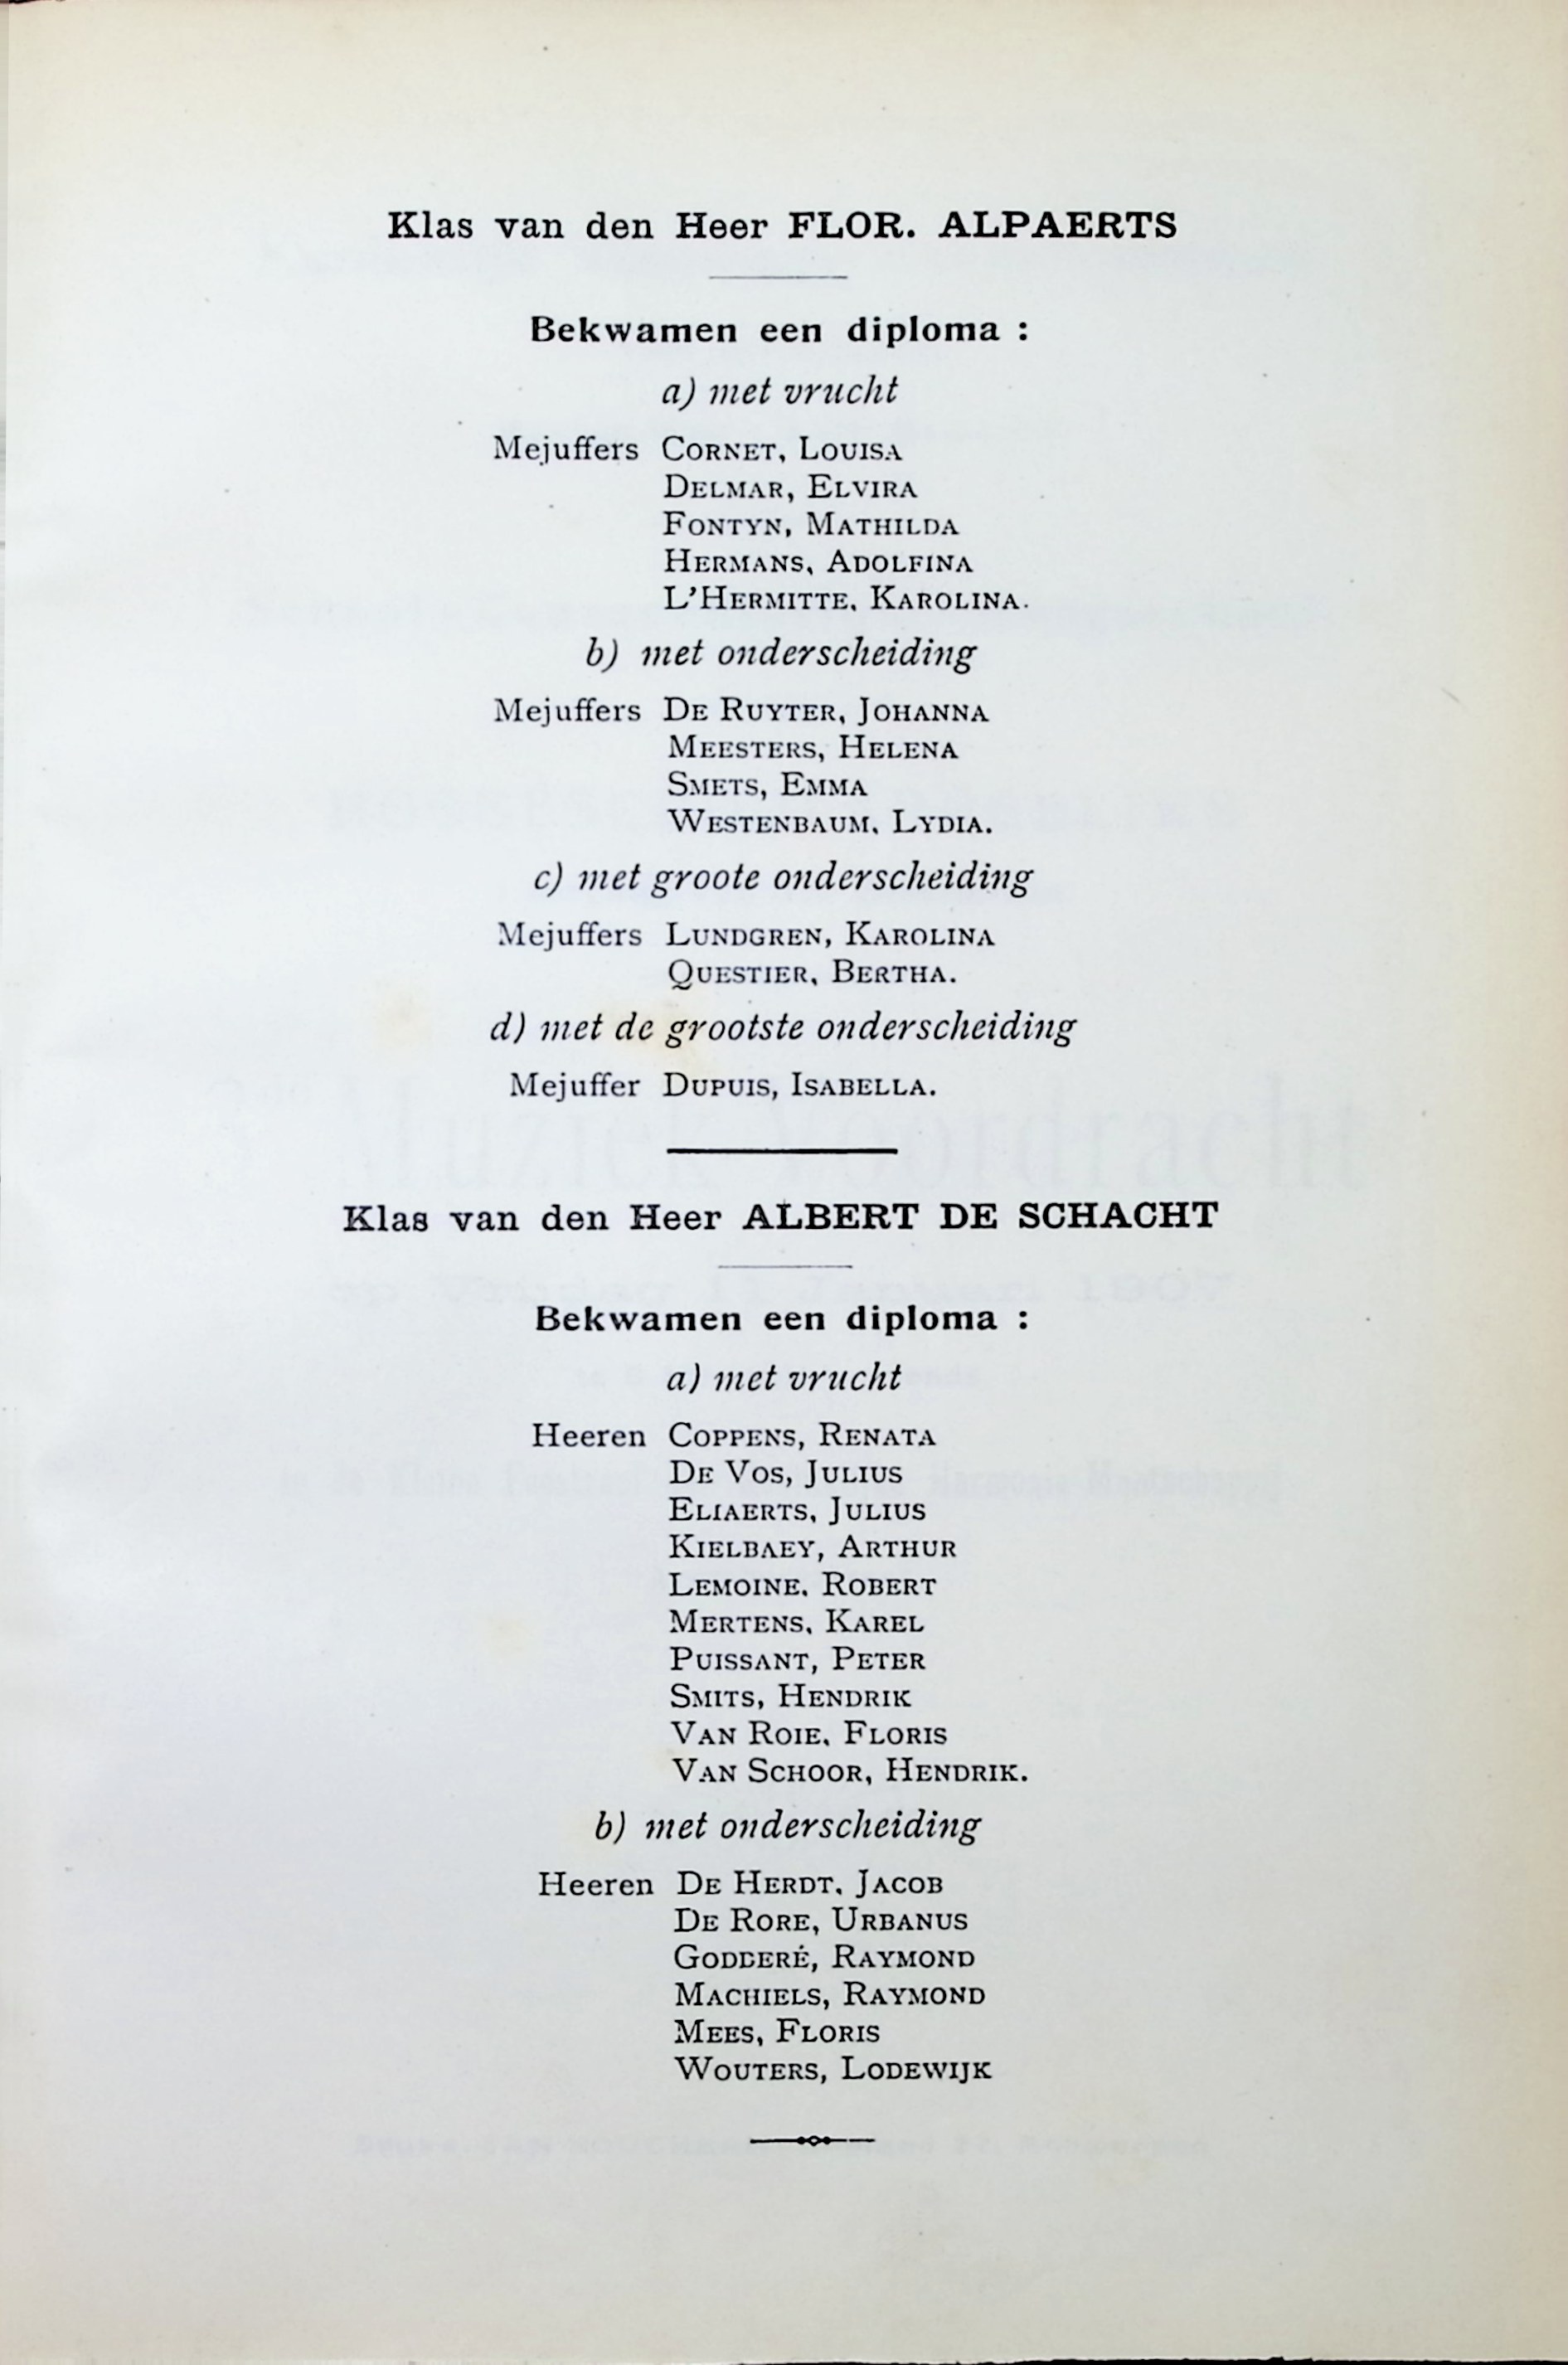 Klas van den Heer FLOR. ALPAERTS
Bekwamen een diploma :
a) met vrucht
Mejuffers CORNET, LOUISA
DELMAR, ELVIRA
FONTYN, MATHILDA
HERMANS, ADOLFINA
L'HERMITTE, KAROLINA.
b) met onderscheiding
Mejuffers DE RUYTER, JOHANNA
MEESTERS, HELENA
SMETS, EMMA
WESTENBAUM, LYDIA.
c) met groote onderscheiding
Mejuffers LUNDGREN, KAROLINA
QUESTIER, BERTHA.
d) met de grootste onderscheiding
Mejuffer DUPUIS, ISABELLA.
Klas van den Heer ALBERT DE SCHACHT
Bekwamen een diploma :
a) met vrucht
Heeren COPPENS, RENATA
DE VOS, JULIUS
ELIAERTS, JULIUS
KIELBAEY, ARTHUR
LEMOINE, ROBERT
MERTENS, KAREL
PUISSANT, PETER
SMITS, HENDRIK
VAN ROIE, FLORIS
VAN SCHOOR, HENDRIK.
b) met onderscheiding
Heeren DE HERDT, JACOB
DE RORE, URBANUS
GODDERÉ, RAYMOND
MACHIELS, RAYMOND
MEES, FLORIS
WOUTERS, LODEWIJK